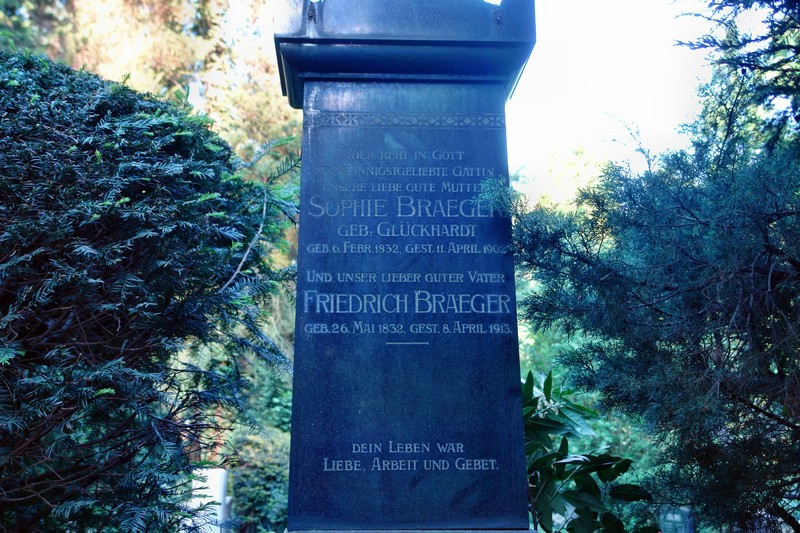 Hier ruht in Gott
meine innigstgeliebte Gattin
unsere liebe gute Mutter
Sophie Braeger
geb. Glückhardt
geb. 6. Febr. 1832, gest. 11. April 1902.
Und unser lieber guter Vater
Friedrich Braeger
geb. 26. Mai 1832, gest. 8. April 1913.
Dein Leben war
Liebe, Arbeit und Gebet.